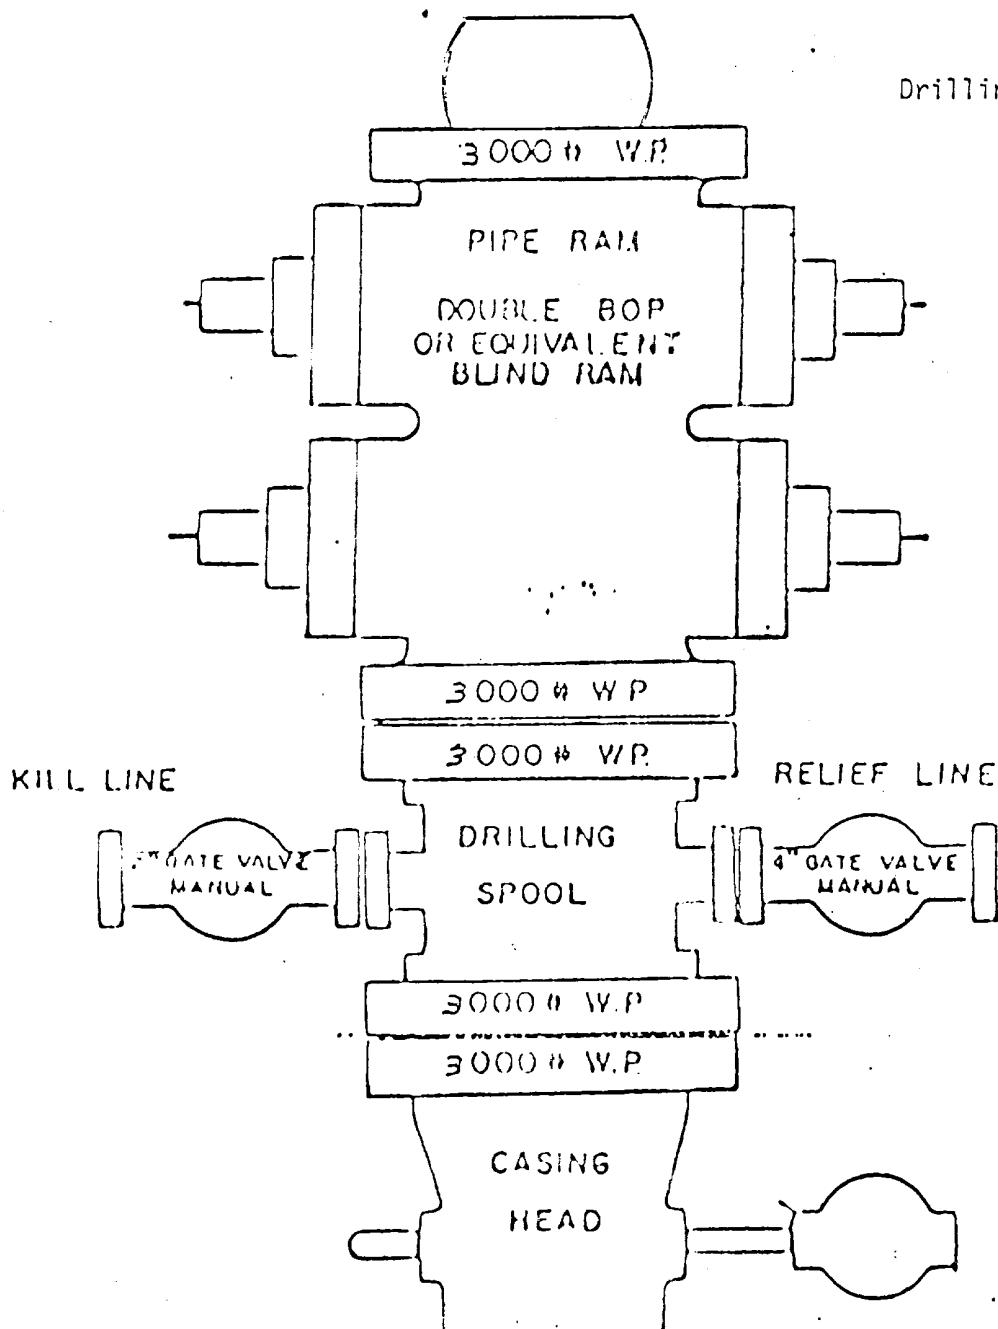 Drillin
3000# W.P.
PIPE RAM
DOUBLE BOP
OR EQUIVALENT
BLIND RAM
3000# W.P.
3000# W.P.
KILL LINE
RELIEF LINE
DRILLING
SPOOL
GATE VALVE
MANUAL
4" GATE VALVE
MANUAL
3000# W.P.
3000# W.P.
CASING
HEAD